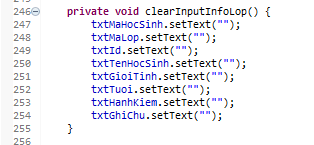 246 private void clearInputInfoLop() {
247 txtMaHocSinh.setText("");
248 txtMaLop.setText("");
249 txtId.setText("");
250 txtTenHocSinh.setText("");
251 txtGioiTinh.setText("");
252 txtTuoi.setText("");
253 txtHanhKiem.setText("");
254 txtGhiChu.setText("");
255 }
256